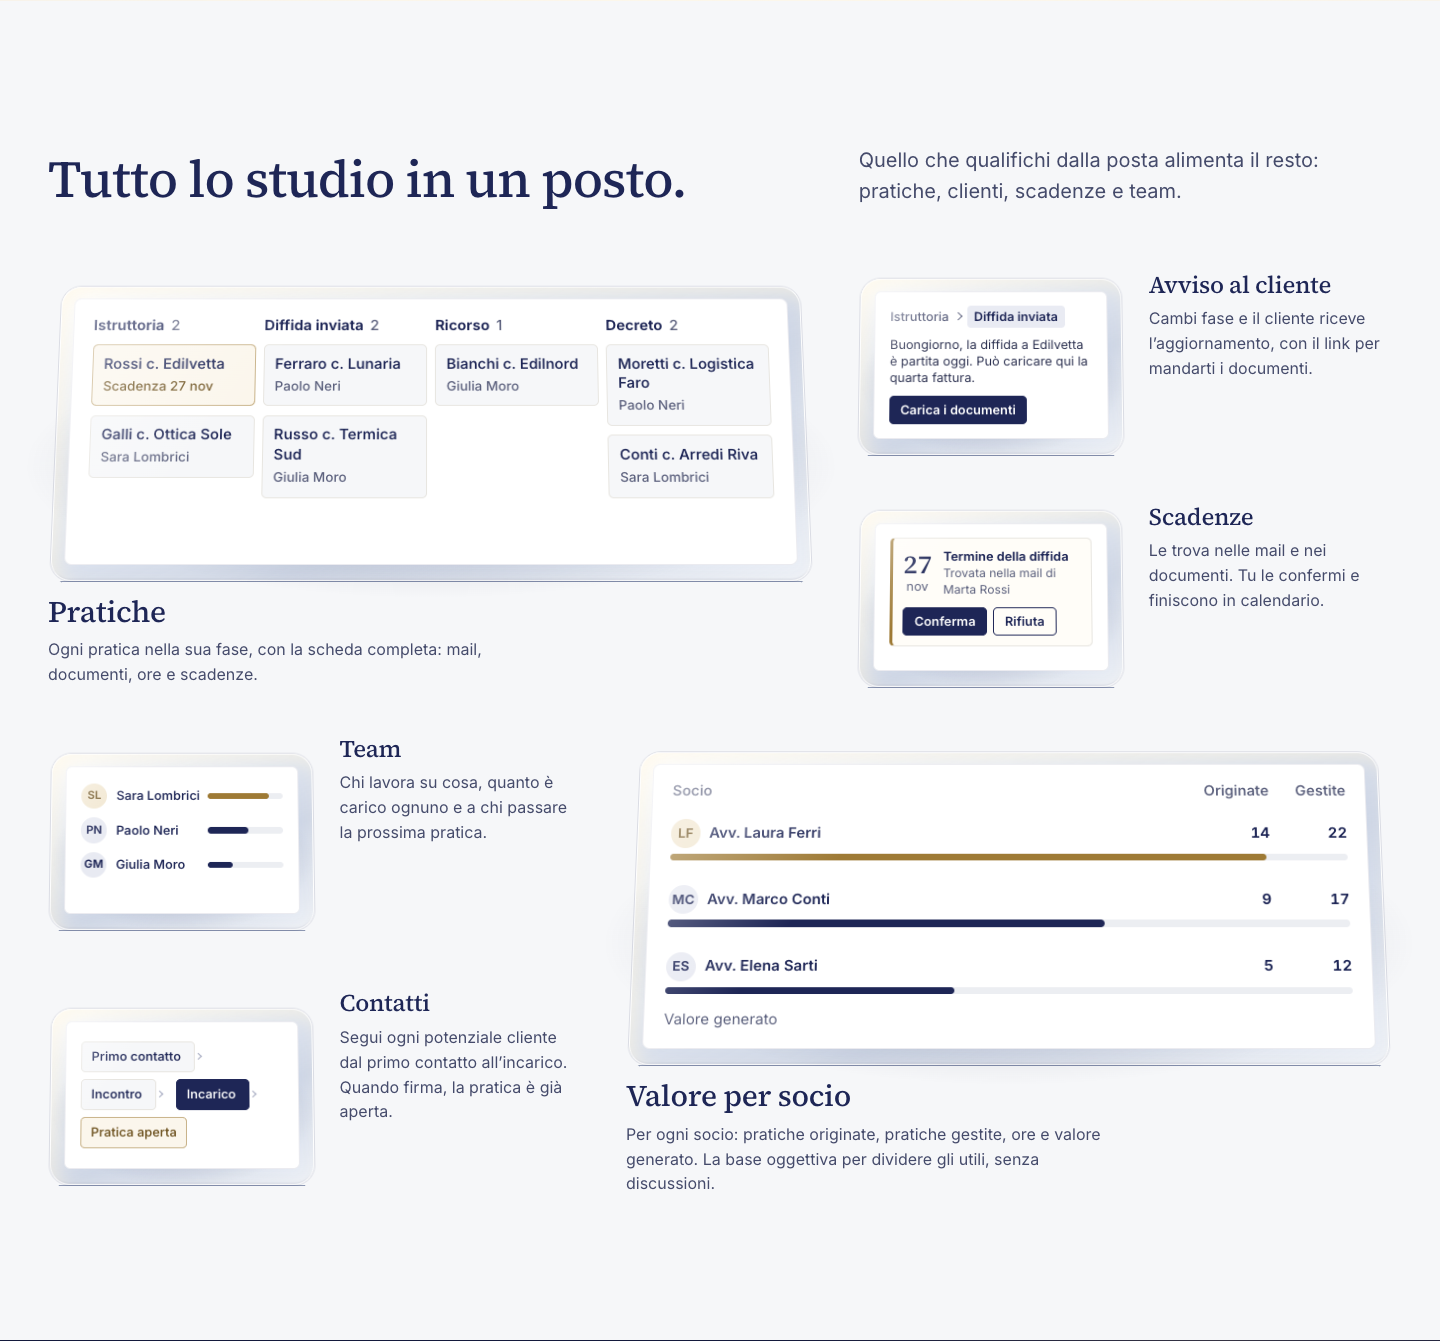 Tutto lo studio in un posto.
Quello che qualifichi dalla posta alimenta il resto:
pratiche, clienti, scadenze e team.
Istruttoria 2
Rossi c. Edilvetta
Scadenza 27 nov
Galli c. Ottica Sole
Sara Lombrici
Diffida inviata 2
Ferraro c. Lunaria
Paolo Neri
Russo c. Termica
Sud
Giulia Moro
Ricorso 1
Bianchi c. Edilnord
Giulia Moro
Decreto 2
Moretti c. Logistica
Faro
Paolo Neri
Conti c. Arredi Riva
Sara Lombrici
Pratiche
Ogni pratica nella sua fase, con la scheda completa: mail,
documenti, ore e scadenze.
Istruttoria > Diffida inviata
Buongiorno, la diffida a Edilvetta
è partita oggi. Può caricare qui la
quarta fattura.
Carica i documenti
Avviso al cliente
Cambi fase e il cliente riceve
l’aggiornamento, con il link per
mandarti i documenti.
27
nov
Termine della diffida
Trovata nella mail di
Marta Rossi
Conferma Rifiuta
Scadenze
Le trova nelle mail e nei
documenti. Tu le confermi e
finiscono in calendario.
SL Sara Lombrici
PN Paolo Neri
GM Giulia Moro
Team
Chi lavora su cosa, quanto è
carico ognuno e a chi passare
la prossima pratica.
Primo contatto >
Incontro > Incarico >
Pratica aperta
Contatti
Segui ogni potenziale cliente
dal primo contatto all’incarico.
Quando firma, la pratica è già
aperta.
Socio Originate Gestite
LF Avv. Laura Ferri 14 22
MC Avv. Marco Conti 9 17
ES Avv. Elena Sarti 5 12
Valore generato
Valore per socio
Per ogni socio: pratiche originate, pratiche gestite, ore e valore
generato. La base oggettiva per dividere gli utili, senza
discussioni.